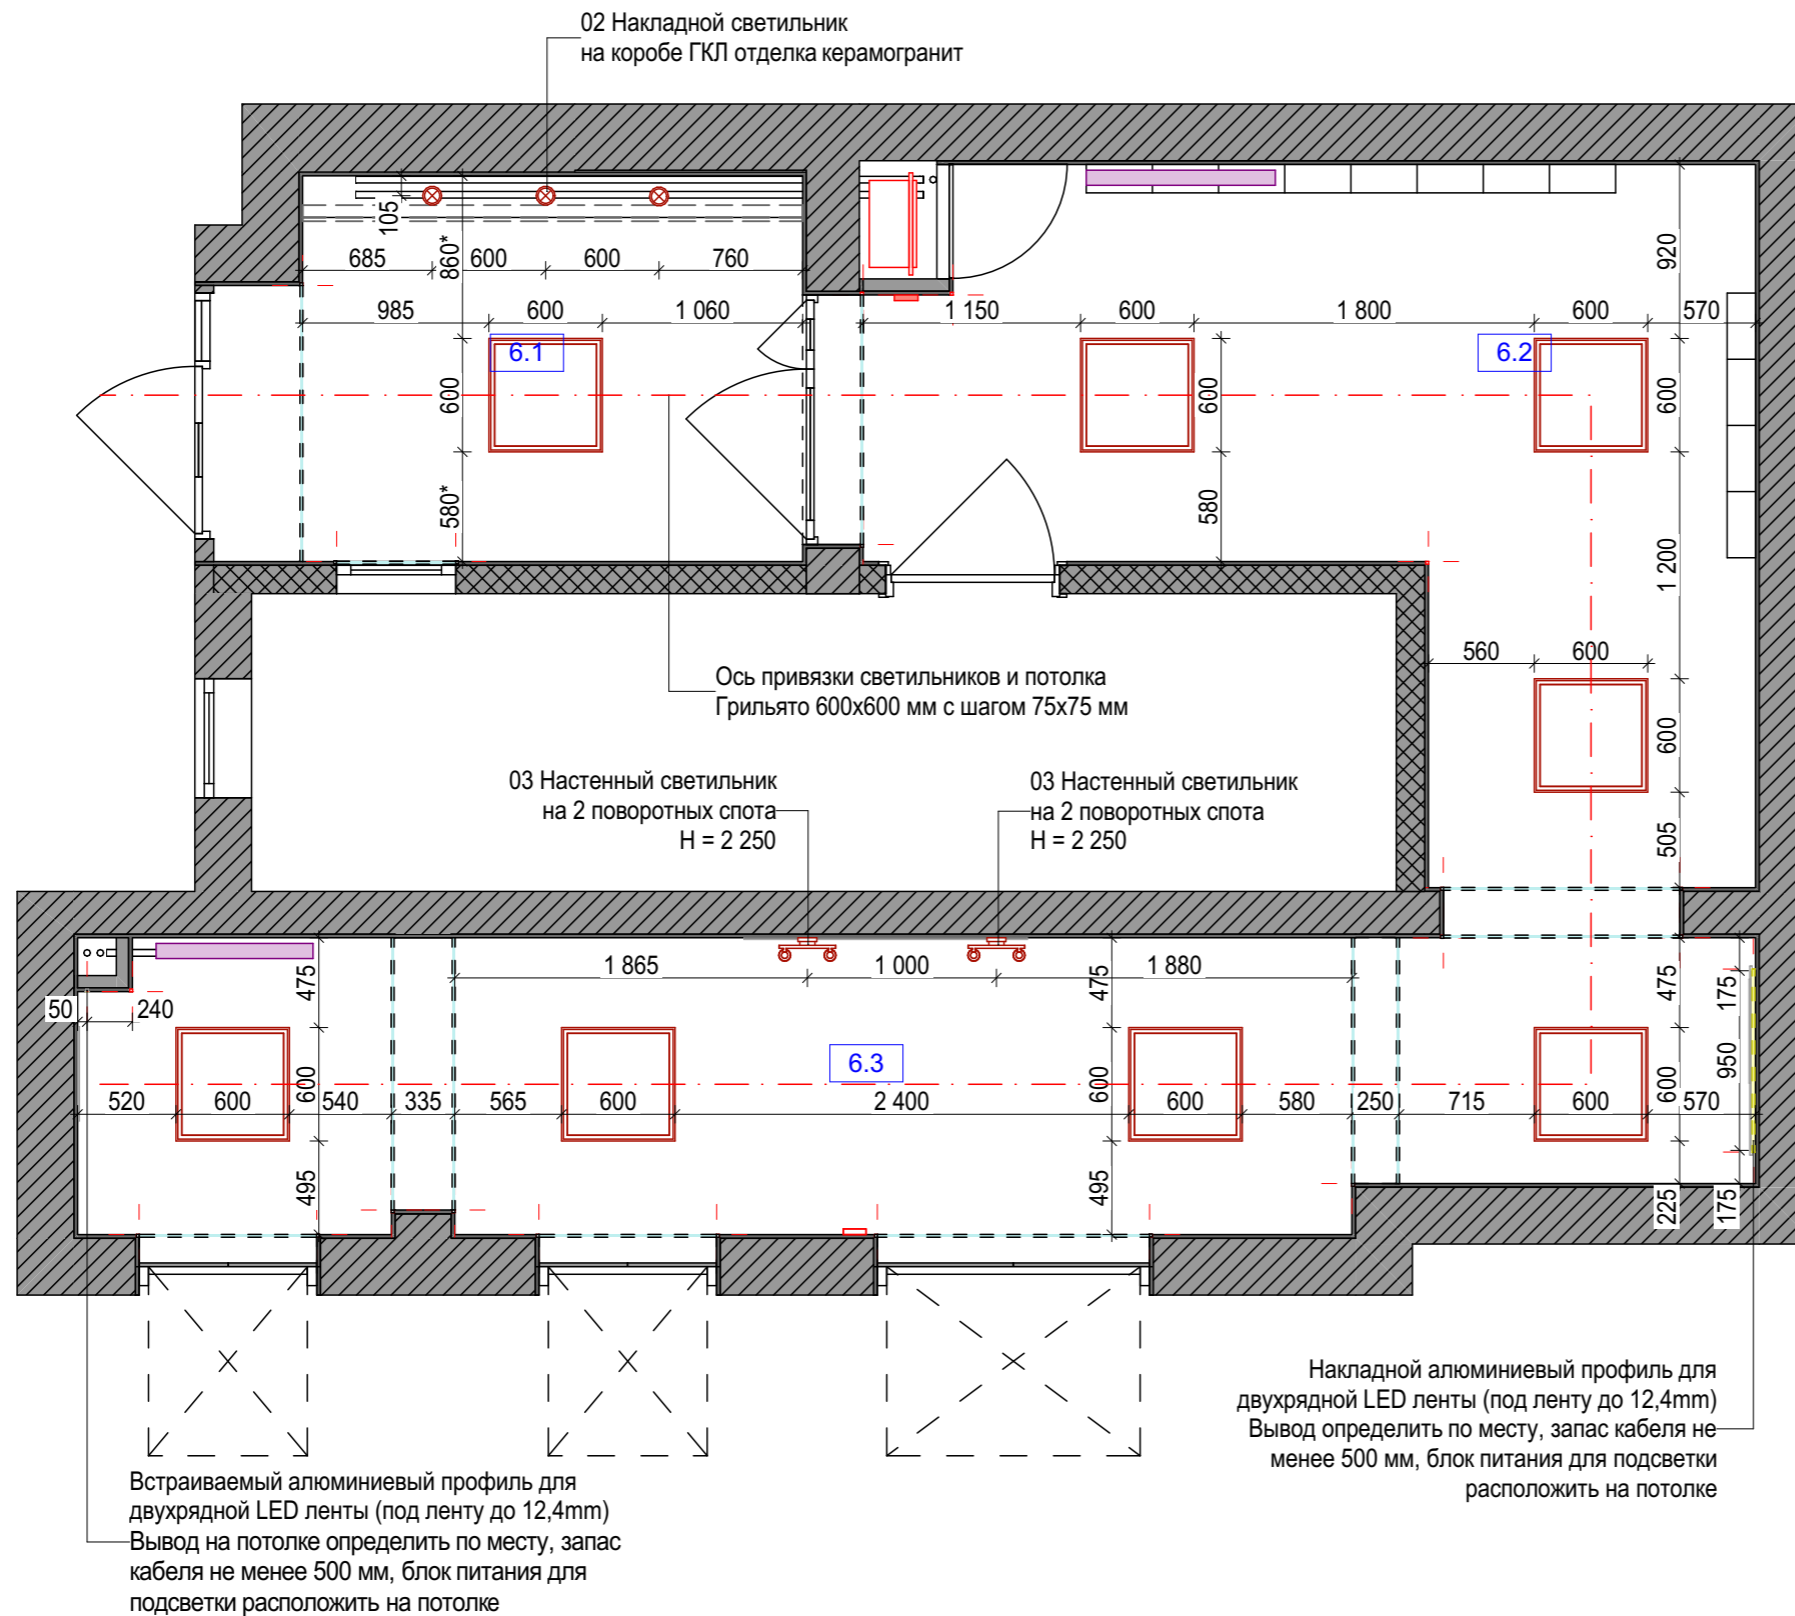 02 Накладной светильник
на коробе ГКЛ отделка керамогранит
105
860*
685
600
600
760
985
600
1 060
6.1
600
580*
1 150
600
1 800
600
570
920
6.2
600
580
600
1 200
560
600
600
505
Ось привязки светильников и потолка
Грильято 600х600 мм с шагом 75х75 мм
03 Настенный светильник
на 2 поворотных спота
H = 2 250
03 Настенный светильник
на 2 поворотных спота
H = 2 250
1 865
1 000
1 880
475
475
475
175
50
240
6.3
950
600
600
600
520
600
540
335
565
600
2 400
600
580
250
715
600
570
495
495
225
175
Накладной алюминиевый профиль для
двухрядной LED ленты (под ленту до 12,4mm)
Вывод определить по месту, запас кабеля не
менее 500 мм, блок питания для подсветки
расположить на потолке
Встраиваемый алюминиевый профиль для
двухрядной LED ленты (под ленту до 12,4mm)
Вывод на потолке определить по месту, запас
кабеля не менее 500 мм, блок питания для
подсветки расположить на потолке